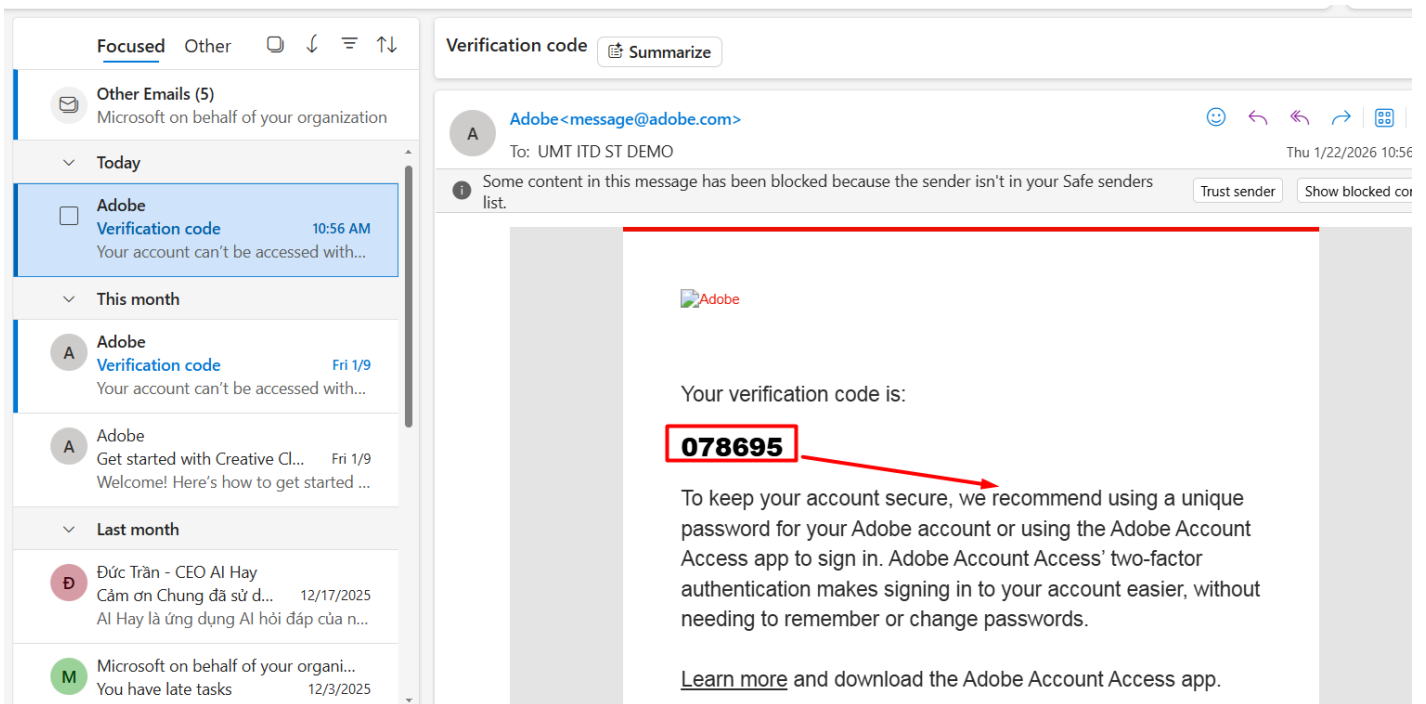 Focused Other
Other Emails (5)
Microsoft on behalf of your organization
Today
Adobe
Verification code 10:56 AM
Your account can't be accessed with...
This month
A
Adobe
Verification code Fri 1/9
Your account can't be accessed with...
A
Adobe
Get started with Creative Cl... Fri 1/9
Welcome! Here's how to get started ...
Last month
Đ
Đức Trần - CEO AI Hay
Cảm ơn Chung đã sử d... 12/17/2025
AI Hay là ứng dụng AI hỏi đáp của n...
M
Microsoft on behalf of your organi...
You have late tasks 12/3/2025
Verification code Summarize
A
Adobe<message@adobe.com>
To: UMT ITD ST DEMO
Thu 1/22/2026 10:56
Some content in this message has been blocked because the sender isn't in your Safe senders
list.
Trust sender Show blocked con
Adobe
Your verification code is:
078695
To keep your account secure, we recommend using a unique
password for your Adobe account or using the Adobe Account
Access app to sign in. Adobe Account Access' two-factor
authentication makes signing in to your account easier, without
needing to remember or change passwords.
Learn more and download the Adobe Account Access app.